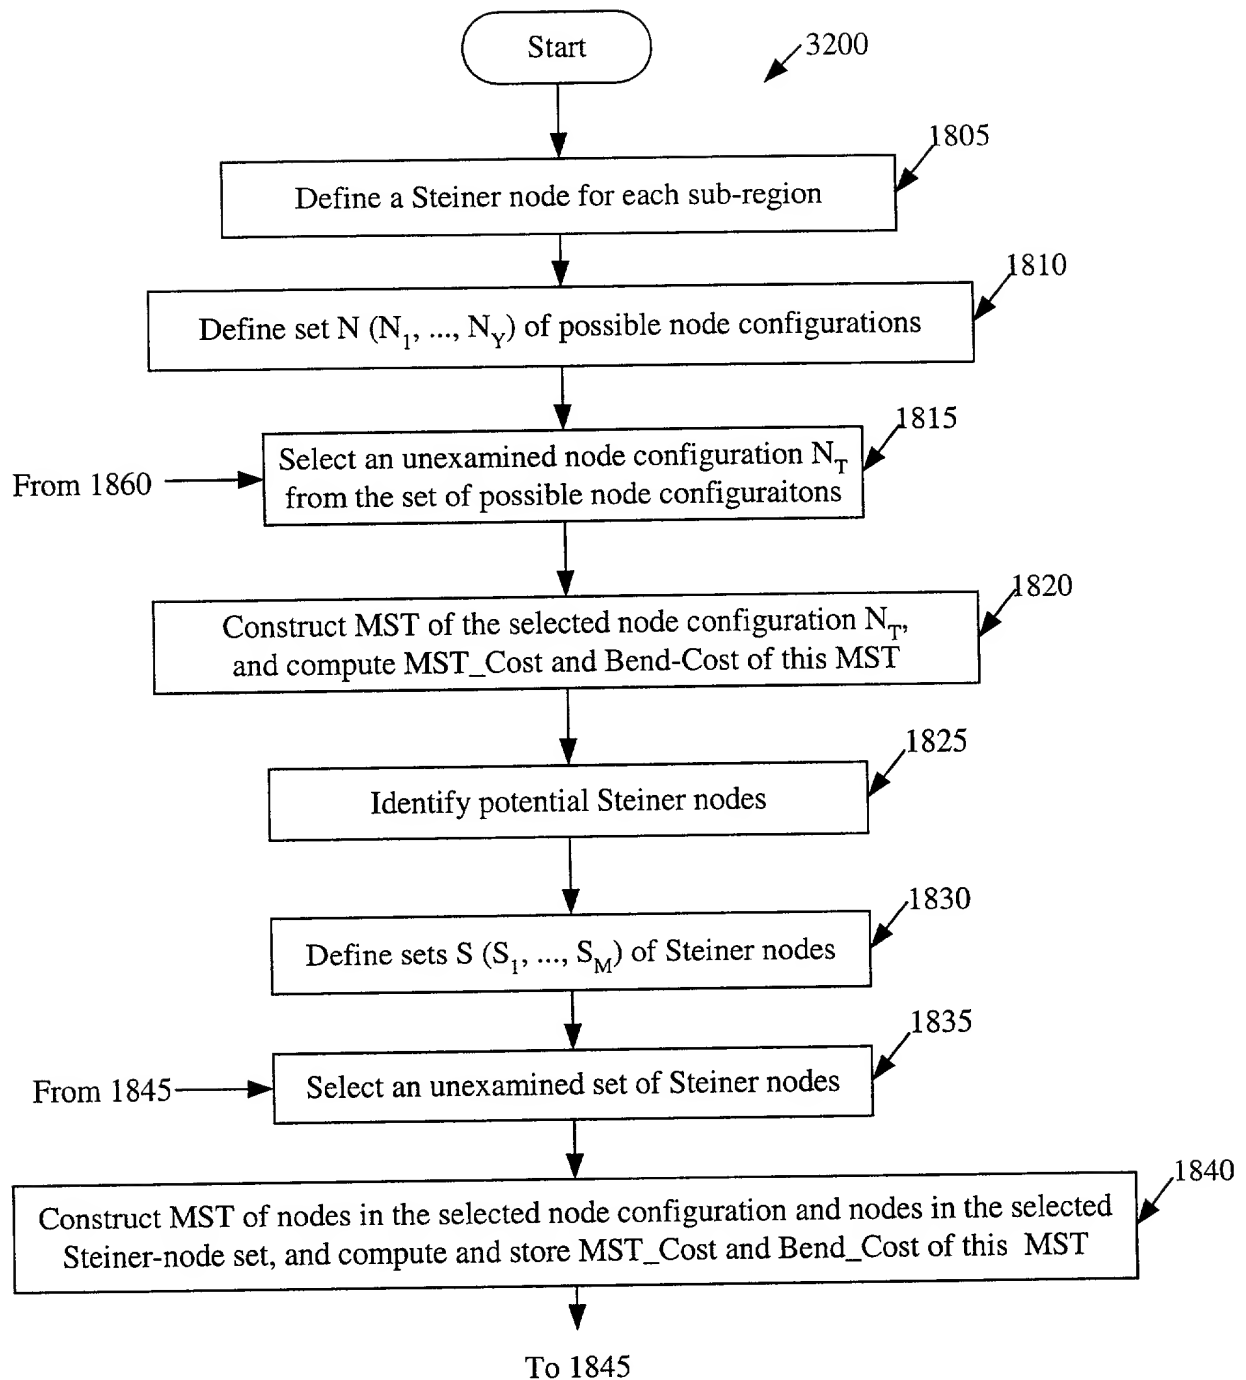 Start
3200
1805
Define a Steiner node for each sub-region
1810
Define set N (N1, ..., NY) of possible node configurations
1815
Select an unexamined node configuration NT
from the set of possible node configuraitons
From 1860
1820
Construct MST of the selected node configuration NT,
and compute MST_Cost and Bend-Cost of this MST
1825
Identify potential Steiner nodes
1830
Define sets S (S1, ..., SM) of Steiner nodes
1835
From 1845
Select an unexamined set of Steiner nodes
1840
Construct MST of nodes in the selected node configuration and nodes in the selected
Steiner-node set, and compute and store MST_Cost and Bend_Cost of this MST
To 1845